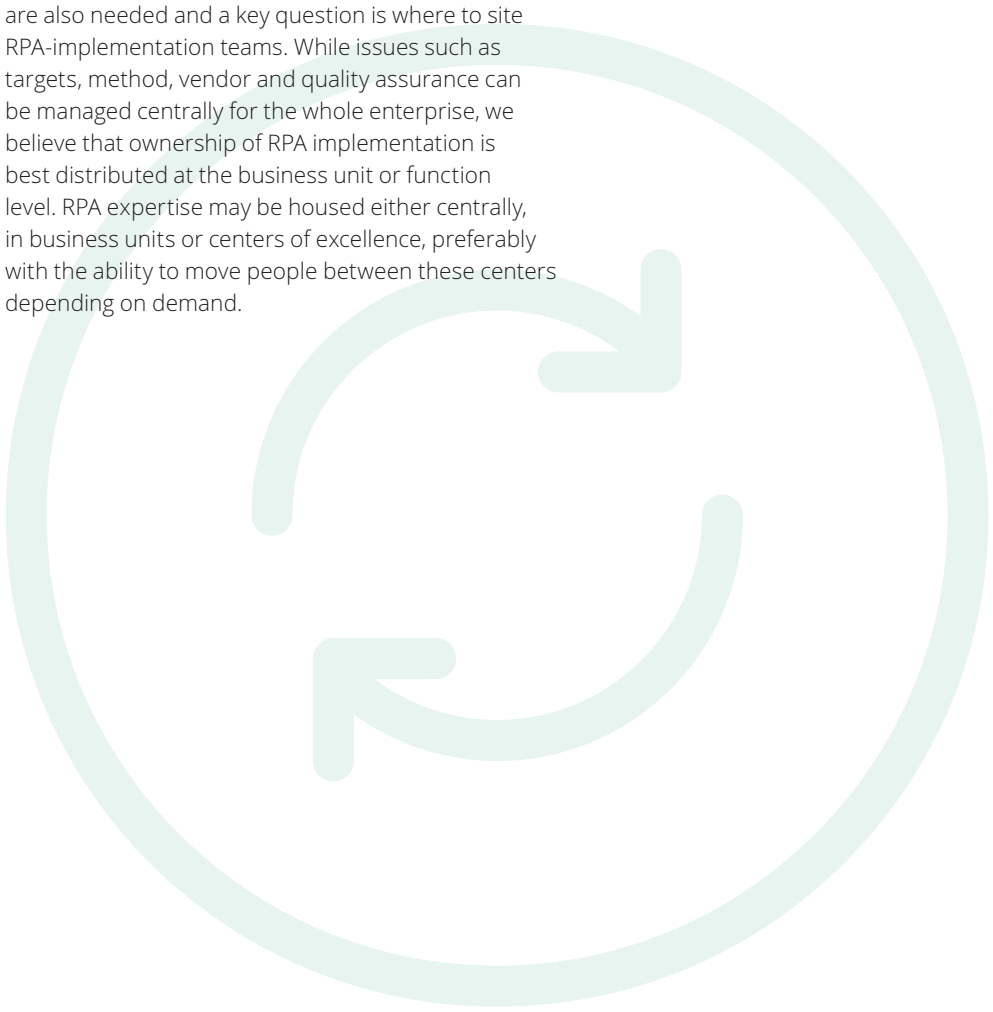 are also needed and a key question is where to site
RPA-implementation teams. While issues such as
targets, method, vendor and quality assurance can
be managed centrally for the whole enterprise, we
believe that ownership of RPA implementation is
best distributed at the business unit or function
level. RPA expertise may be housed either centrally,
in business units or centers of excellence, preferably
with the ability to move people between these centers
depending on demand.